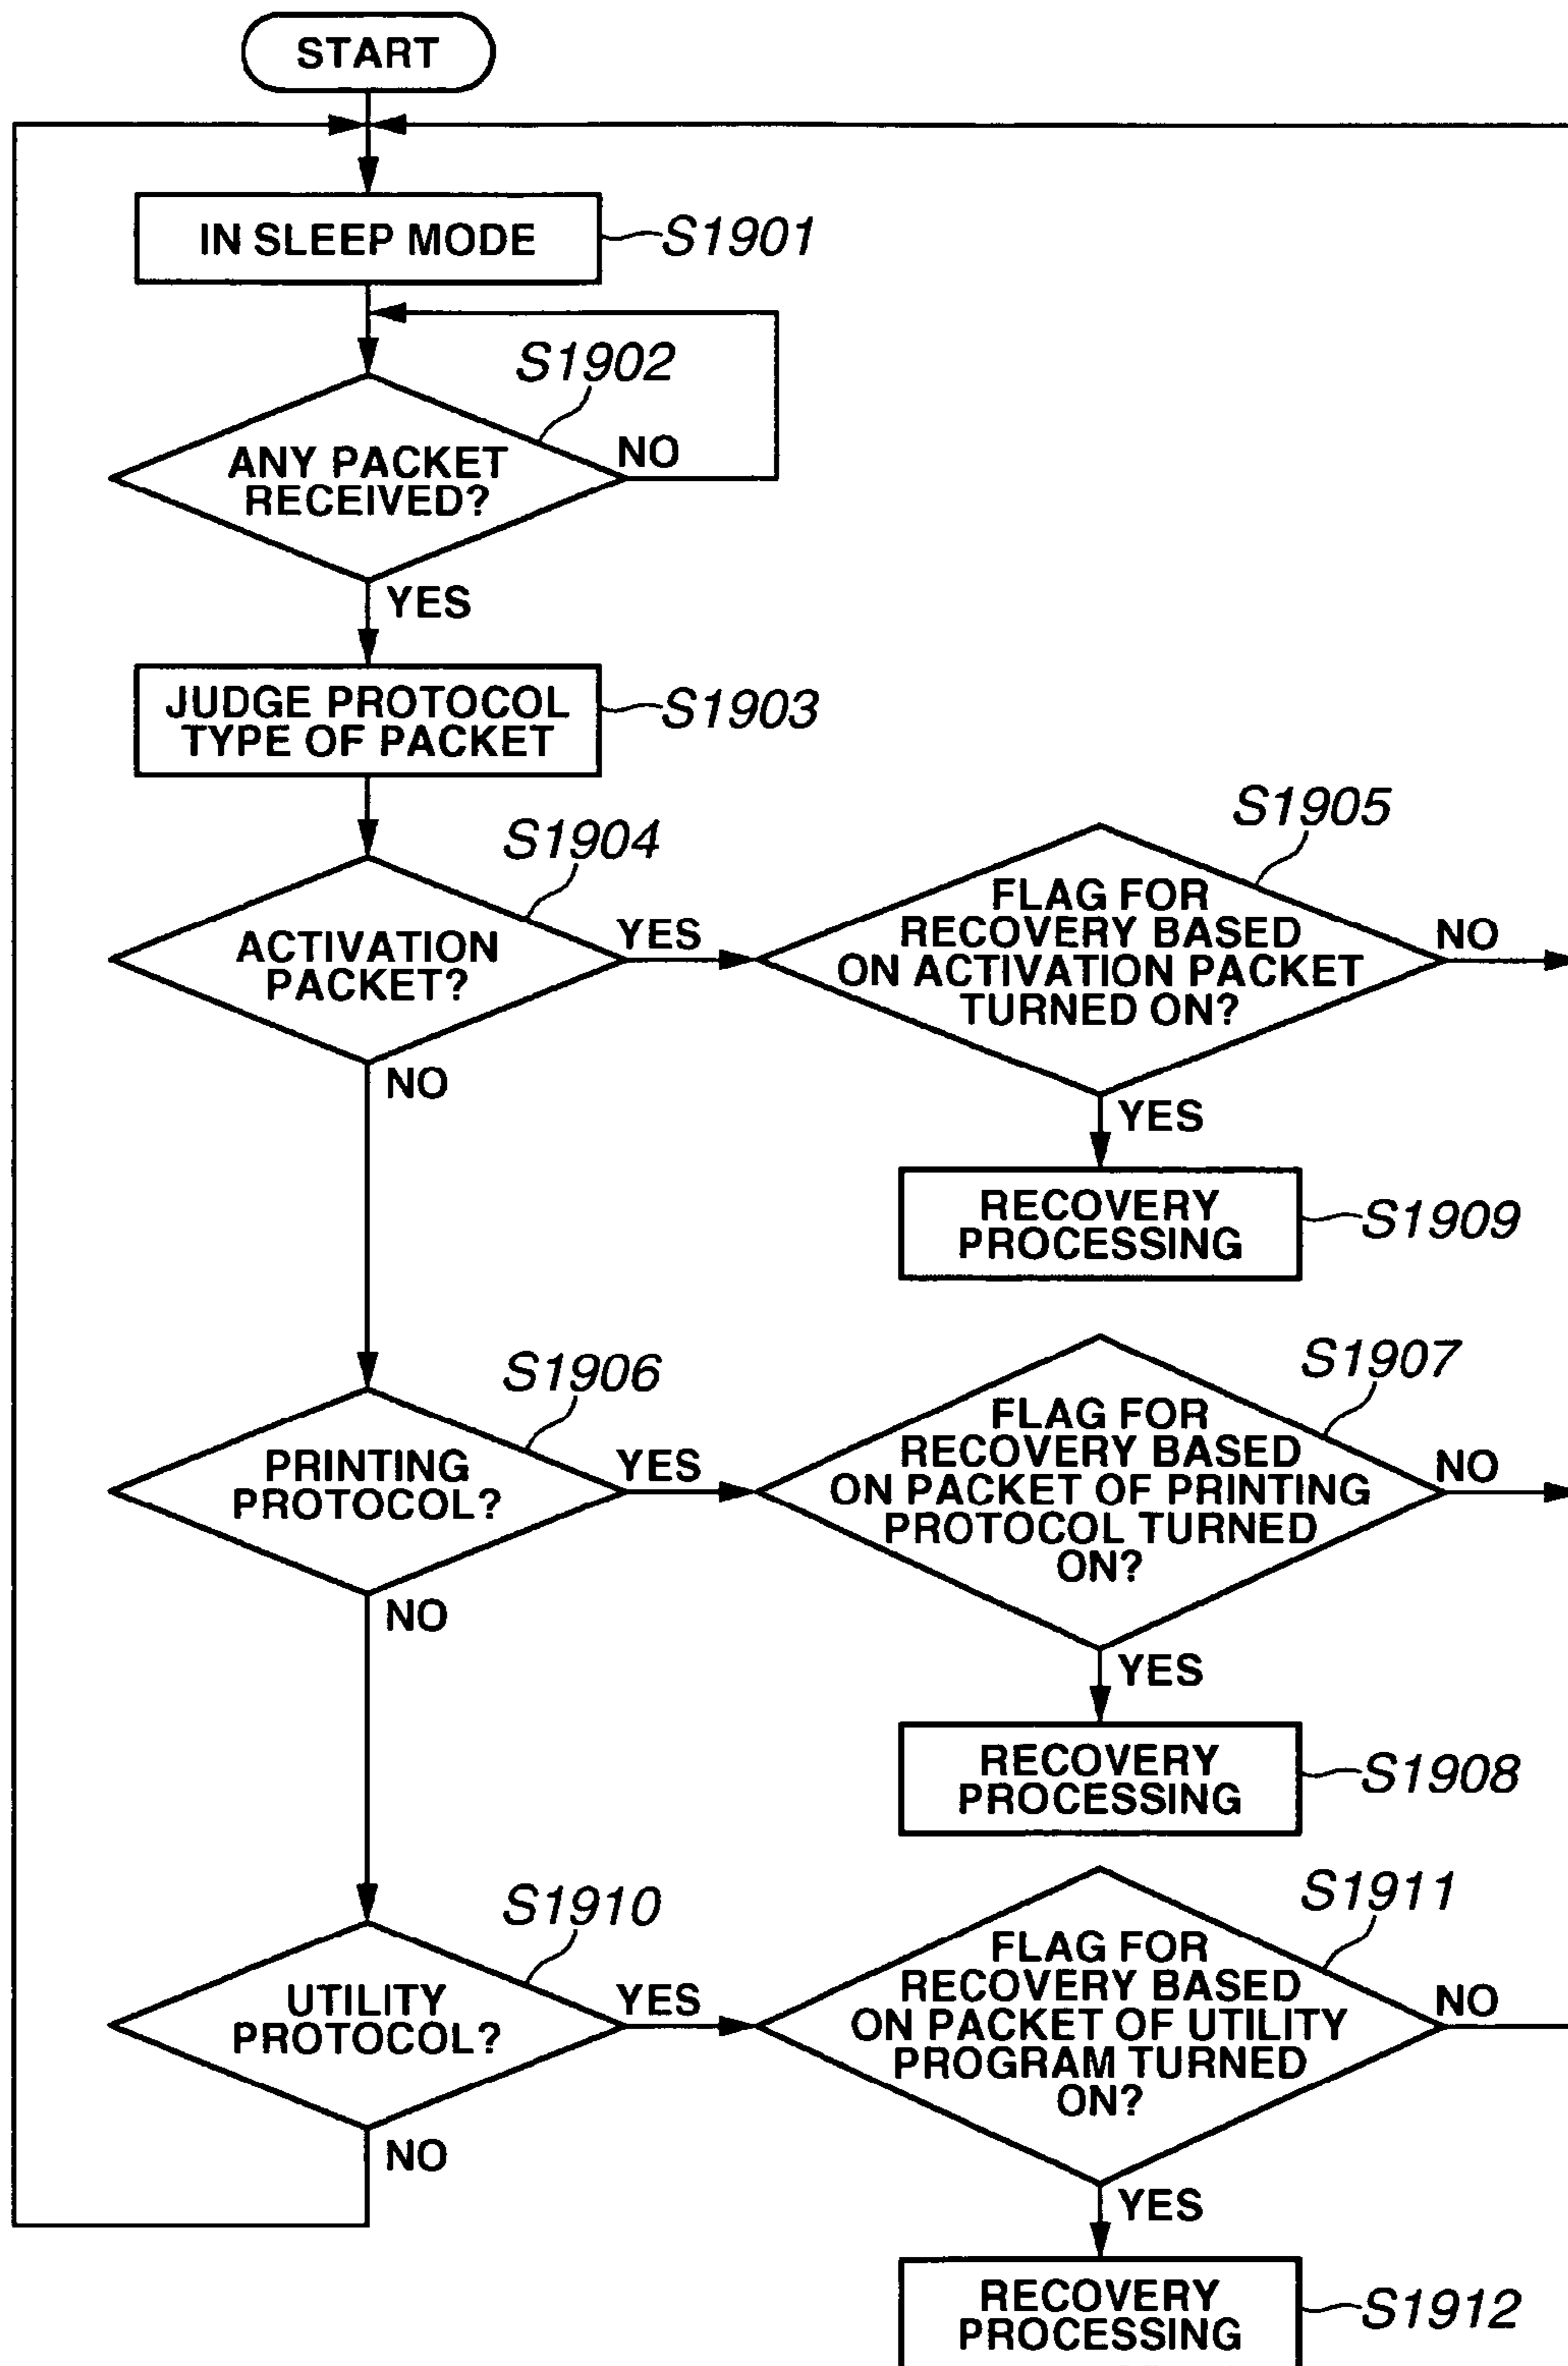 START
IN SLEEP MODE
S1901
S1902
ANY PACKET
RECEIVED?
NO
YES
JUDGE PROTOCOL
TYPE OF PACKET
S1903
S1904
ACTIVATION
PACKET?
YES
NO
S1905
FLAG FOR
RECOVERY BASED
ON ACTIVATION PACKET
TURNED ON?
NO
YES
RECOVERY
PROCESSING
S1909
S1906
PRINTING
PROTOCOL?
YES
NO
S1907
FLAG FOR
RECOVERY BASED
ON PACKET OF PRINTING
PROTOCOL TURNED
ON?
NO
YES
RECOVERY
PROCESSING
S1908
S1910
UTILITY
PROTOCOL?
YES
NO
S1911
FLAG FOR
RECOVERY BASED
ON PACKET OF UTILITY
PROGRAM TURNED
ON?
NO
YES
RECOVERY
PROCESSING
S1912